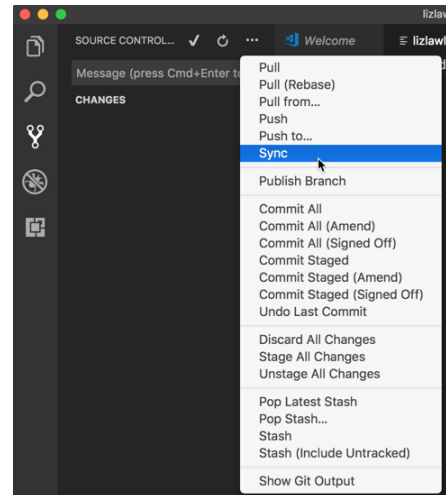 lizlaw
SOURCE CONTROL...
Welcome
lizlawl
Message (press Cmd+Enter to
CHANGES
Pull
Pull (Rebase)
Pull from...
Push
Push to...
Sync
Publish Branch
Commit All
Commit All (Amend)
Commit All (Signed Off)
Commit Staged
Commit Staged (Amend)
Commit Staged (Signed Off)
Undo Last Commit
Discard All Changes
Stage All Changes
Unstage All Changes
Pop Latest Stash
Pop Stash...
Stash
Stash (Include Untracked)
Show Git Output